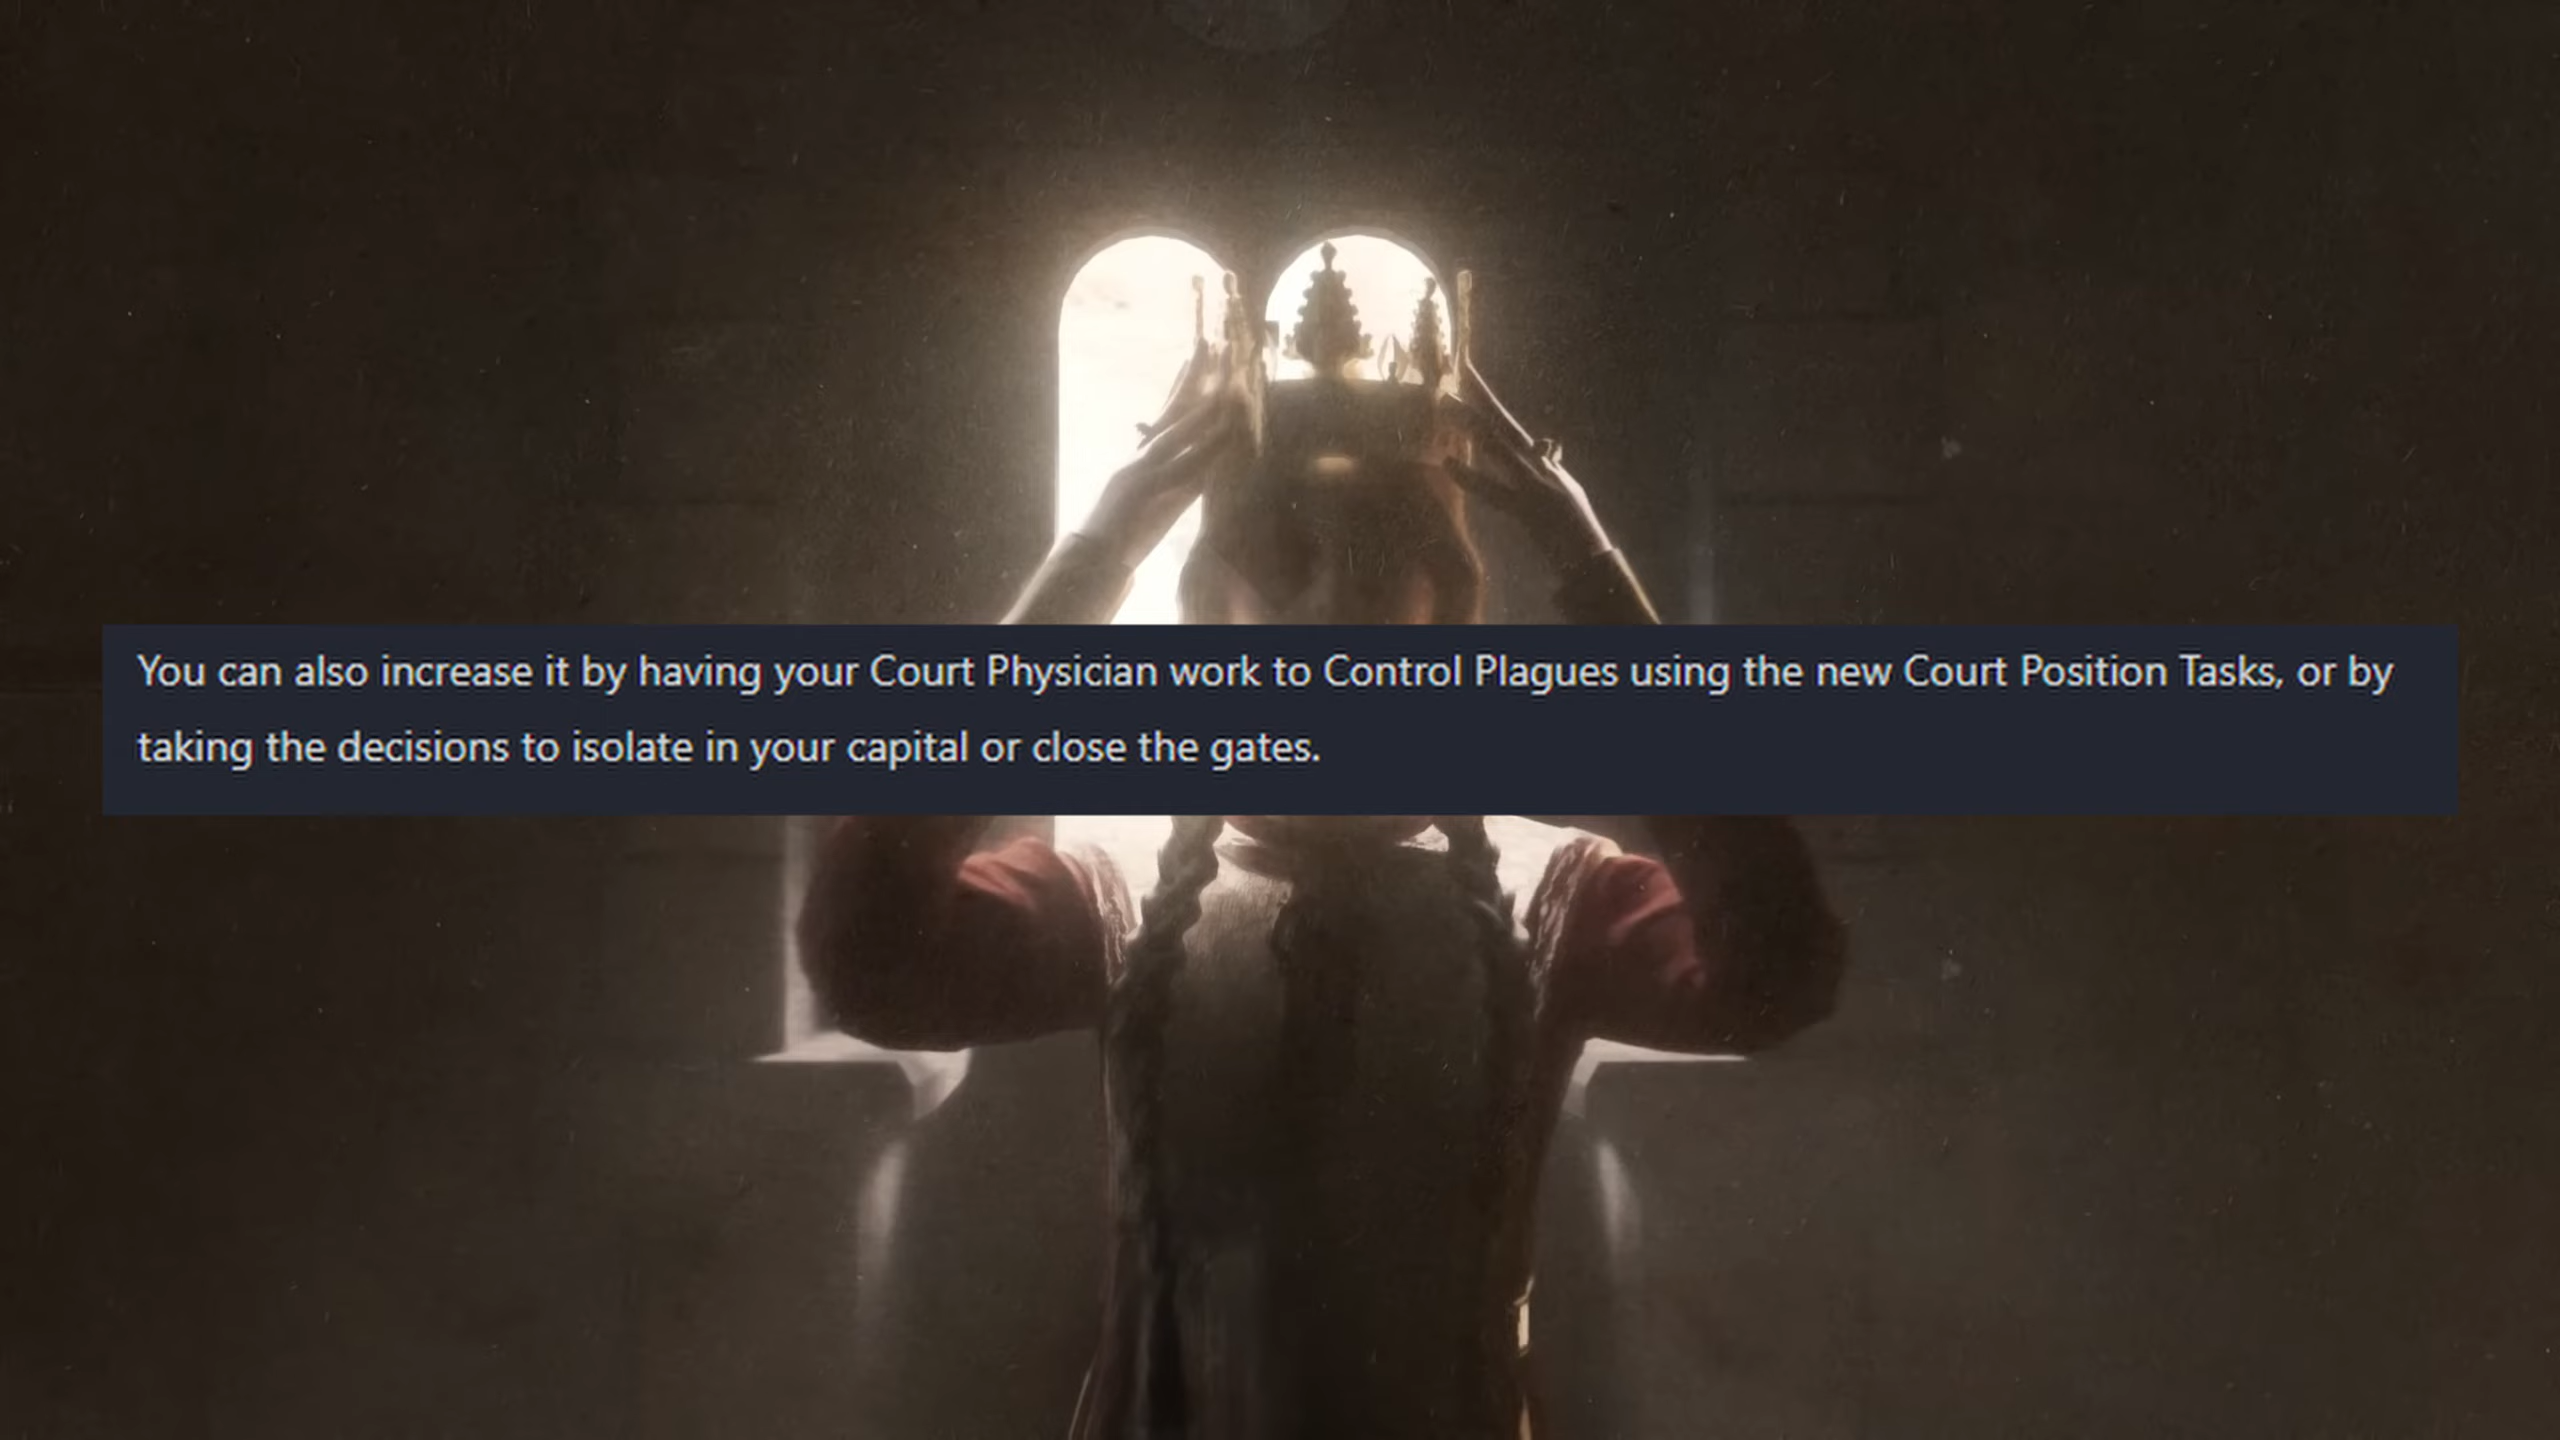 You can also increase it by having your Court Physician work to Control Plagues using the new Court Position Tasks, or by
taking the decisions to isolate in your capital or close the gates.